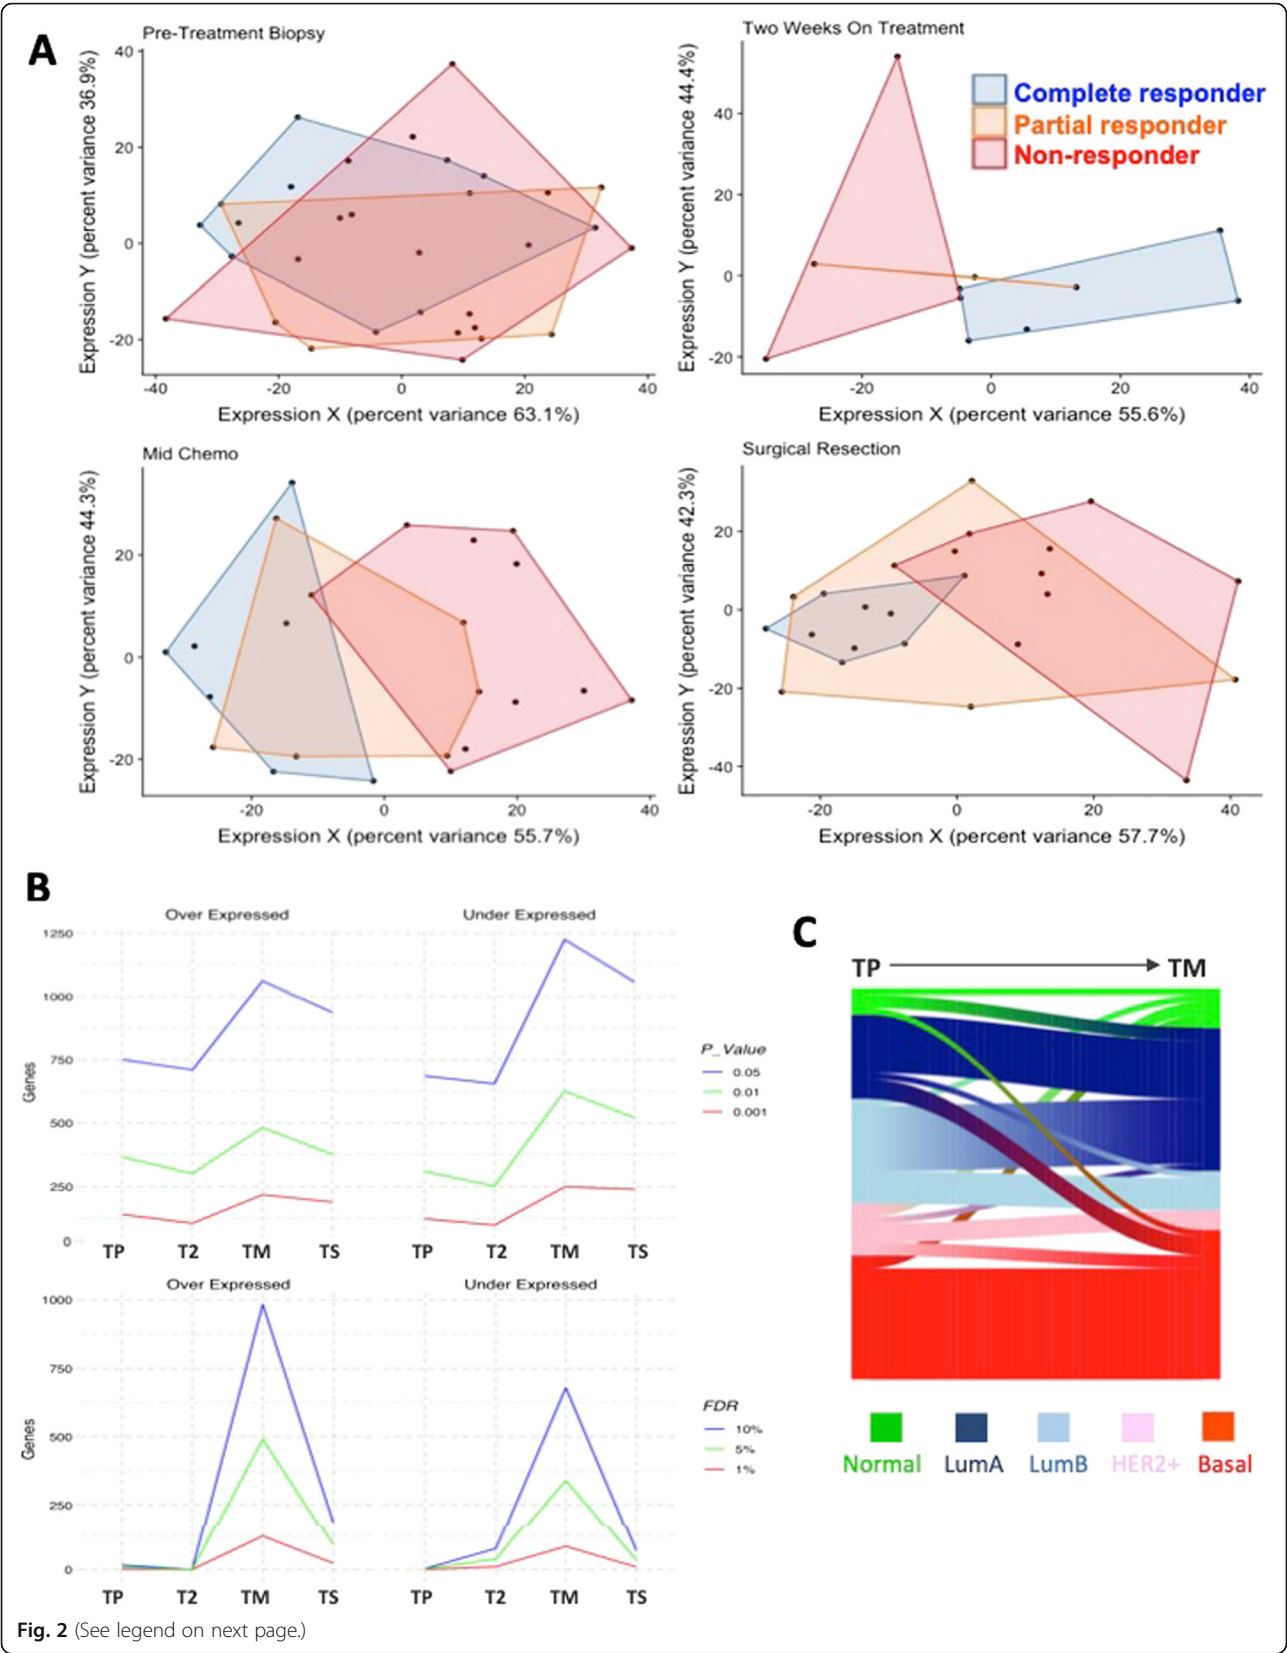 A
Pre-Treatment Biopsy
Expression Y (percent variance 36.9%)
40
20
0
-20
-40
-20
0
20
40
Expression X (percent variance 63.1%)
Two Weeks On Treatment
Expression Y (percent variance 44.4%)
40
20
0
-20
-20
0
20
40
Expression X (percent variance 55.6%)
Complete responder
Partial responder
Non-responder
Mid Chemo
Expression Y (percent variance 44.3%)
20
0
-20
-20
0
20
40
Expression X (percent variance 55.7%)
Surgical Resection
Expression Y (percent variance 42.3%)
20
0
-20
-40
-20
0
20
40
Expression X (percent variance 57.7%)
B
Over Expressed
Under Expressed
Genes
1250
1000
750
500
250
0
TP T2 TM TS
TP T2 TM TS
P_Value
0.05
0.01
0.001
Over Expressed
Under Expressed
Genes
1000
750
500
250
0
TP T2 TM TS
TP T2 TM TS
FDR
10%
5%
1%
C
TP TM
Normal LumA LumB HER2+ Basal
Fig. 2 (See legend on next page.)